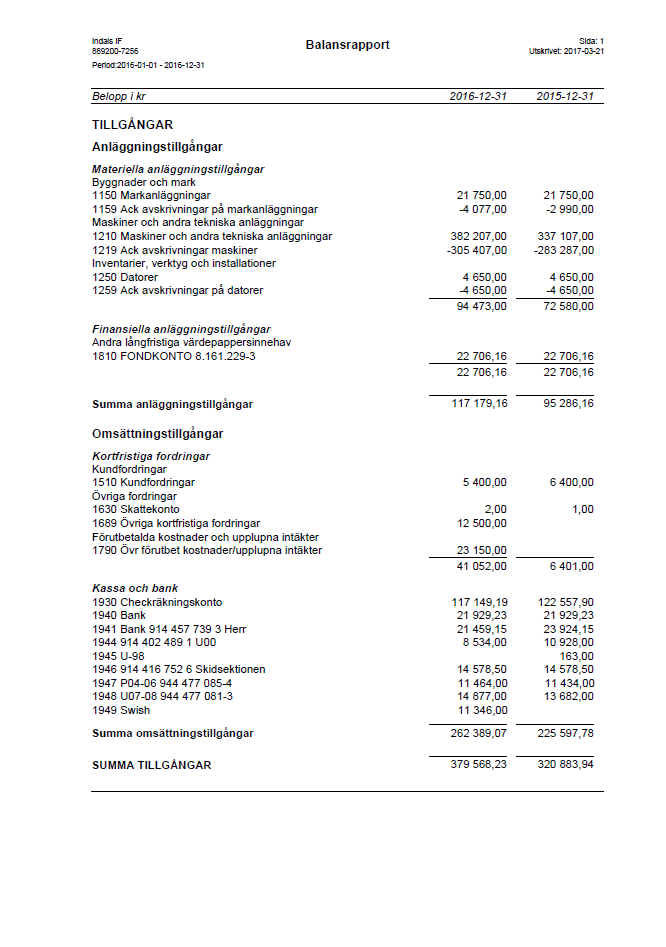 Indals IF
Balansrapport
Sida: 1
889200-7256
Utskrivet: 2017-03-21
Period:2016-01-01 - 2016-12-31
Belopp i kr 2016-12-31 2015-12-31
TILLGÅNGAR
Anläggningstillgångar
Materiella anläggningstillgångar
Byggnader och mark
1150 Markanläggningar 21 750,00 21 750,00
1159 Ack avskrivningar på markanläggningar -4 077,00 -2 990,00
Maskiner och andra tekniska anläggningar
1210 Maskiner och andra tekniska anläggningar 382 207,00 337 107,00
1219 Ack avskrivningar maskiner -305 407,00 -283 287,00
Inventarier, verktyg och installationer
1250 Datorer 4 650,00 4 650,00
1259 Ack avskrivningar på datorer -4 650,00 -4 650,00
94 473,00 72 580,00
Finansiella anläggningstillgångar
Andra långfristiga värdepappersinnehav
1810 FONDKONTO 8.161.229-3 22 706,16 22 706,16
22 706,16 22 706,16
Summa anläggningstillgångar 117 179,16 95 286,16
Omsättningstillgångar
Kortfristiga fordringar
Kundfordringar
1510 Kundfordringar 5 400,00 6 400,00
Övriga fordringar
1630 Skattekonto 2,00 1,00
1689 Övriga kortfristiga fordringar 12 500,00
Förutbetalda kostnader och upplupna intäkter
1790 Övr förutbet kostnader/upplupna intäkter 23 150,00
41 052,00 6 401,00
Kassa och bank
1930 Checkräkningskonto 117 149,19 122 557,90
1940 Bank 21 929,23 21 929,23
1941 Bank 914 457 739 3 Herr 21 459,15 23 924,15
1944 914 402 489 1 U00 8 534,00 10 928,00
1945 U-98 163,00
1946 914 416 752 6 Skidsektionen 14 578,50 14 578,50
1947 P04-06 944 477 085-4 11 464,00 11 434,00
1948 U07-08 944 477 081-3 14 877,00 13 682,00
1949 Swish 11 346,00
Summa omsättningstillgångar 262 389,07 225 597,78
SUMMA TILLGÅNGAR 379 568,23 320 883,94